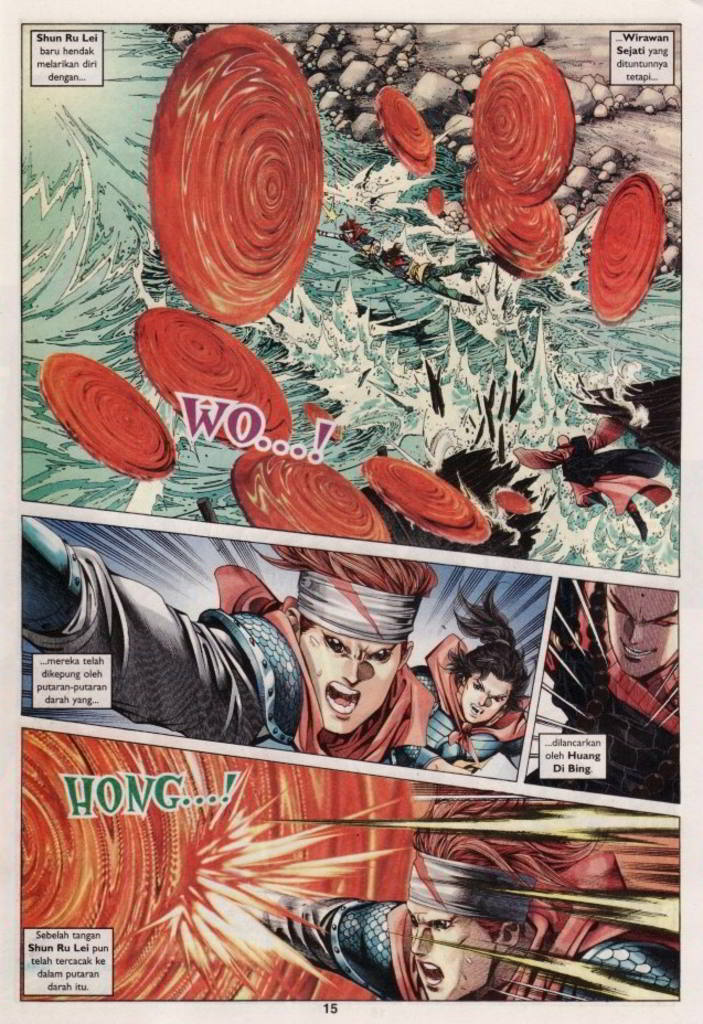 Shun Ru Lei
baru hendak
melarikan diri
dengan...
...Wirawan
Sejati yang
dituntunnya
tetapi...
WO...!
...mereka telah
dikepung oleh
putaran-putaran
darah yang...
...dilancarkan
oleh Huang
Di Bing.
HONG....!
Sebelah tangan
Shun Ru Lei pun
telah tercacak ke
dalam putaran
darah itu.
15